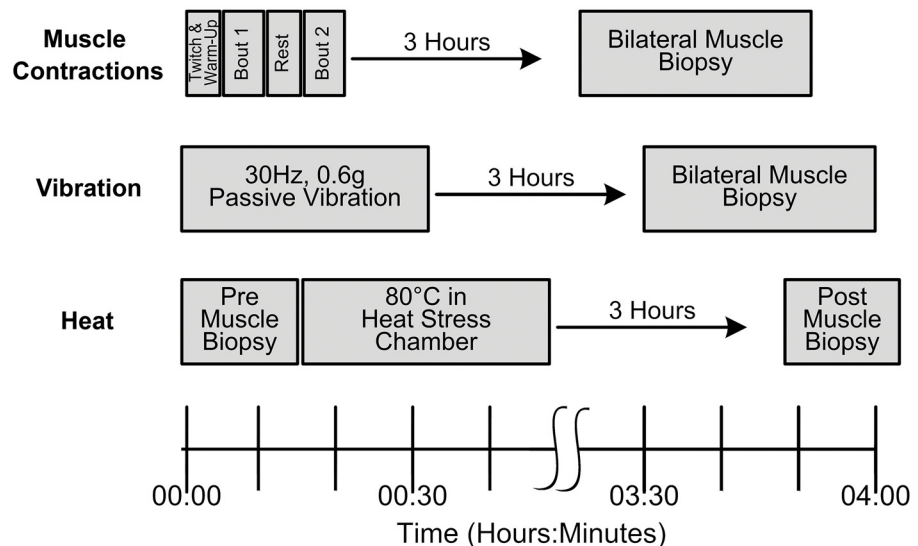 Muscle
Contractions
Twitch &
Warm-Up
Bout 1
Rest
Bout 2
3 Hours
Bilateral Muscle
Biopsy
Vibration
30Hz, 0.6g
Passive Vibration
3 Hours
Bilateral Muscle
Biopsy
Heat
Pre
Muscle
Biopsy
80°C in
Heat Stress
Chamber
3 Hours
Post
Muscle
Biopsy
00:00
00:30
03:30
04:00
Time (Hours:Minutes)